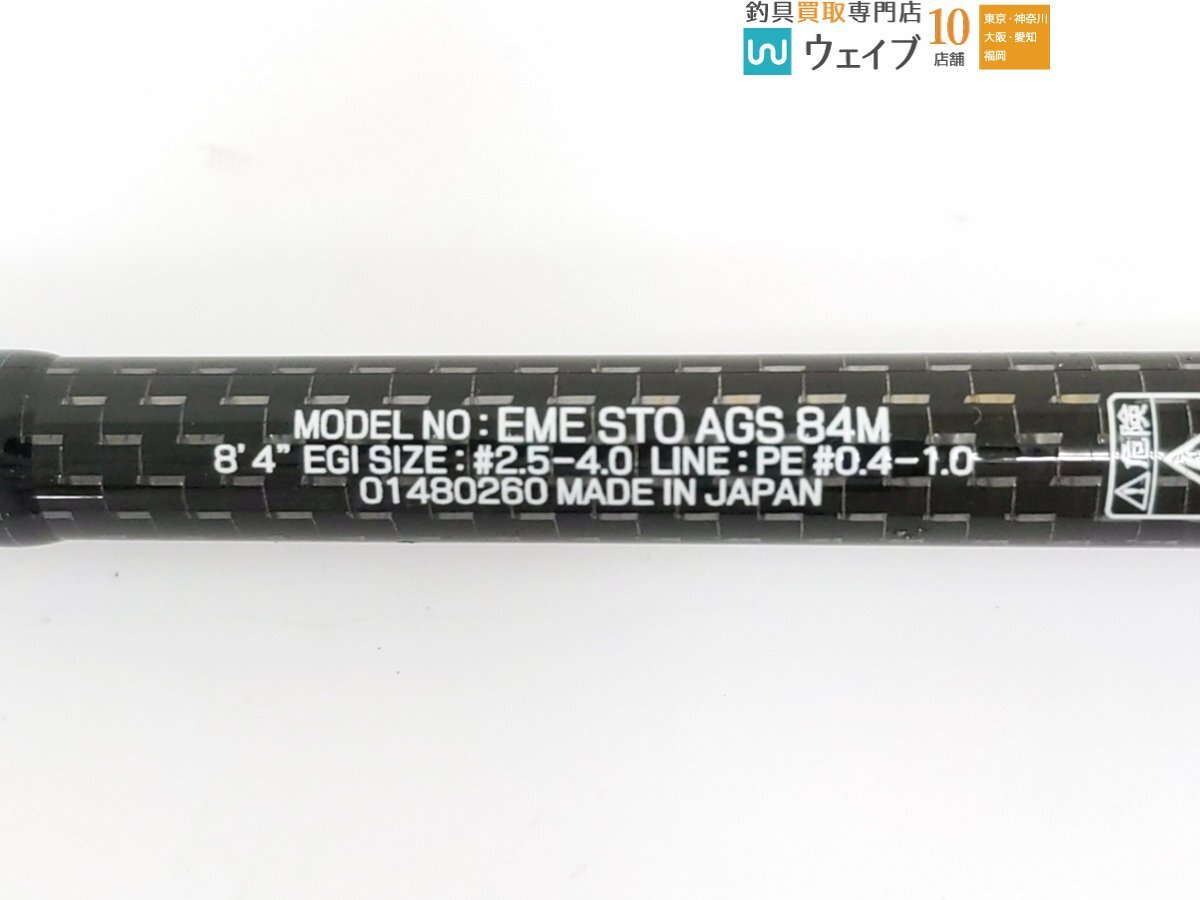 釣具買取専門店
ウェイブ
10
店舗
東京・神奈川
大阪・愛知
福岡
MODEL NO : EME STO AGS 84M
8' 4" EGI SIZE : #2.5-4.0 LINE : PE #0.4-1.0
01480260 MADE IN JAPAN
危険